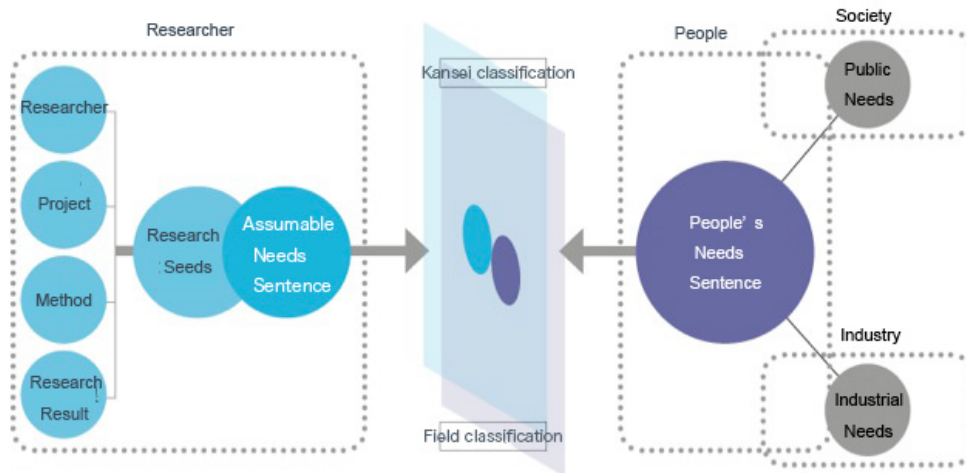 Researcher
Researcher
Project
Method
Research
Result
Research
Seeds
Assumable
Needs
Sentence
Kansei classification
Field classification
People
People’s
Needs
Sentence
Society
Public
Needs
Industry
Industrial
Needs